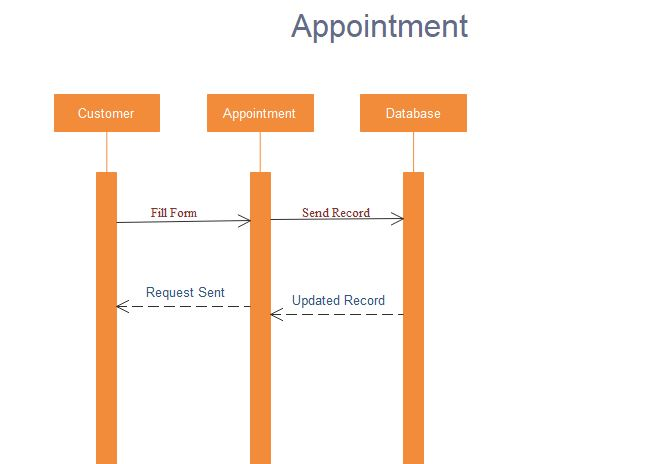 Appointment
Customer
Appointment
Database
Fill Form
Send Record
Request Sent
Updated Record